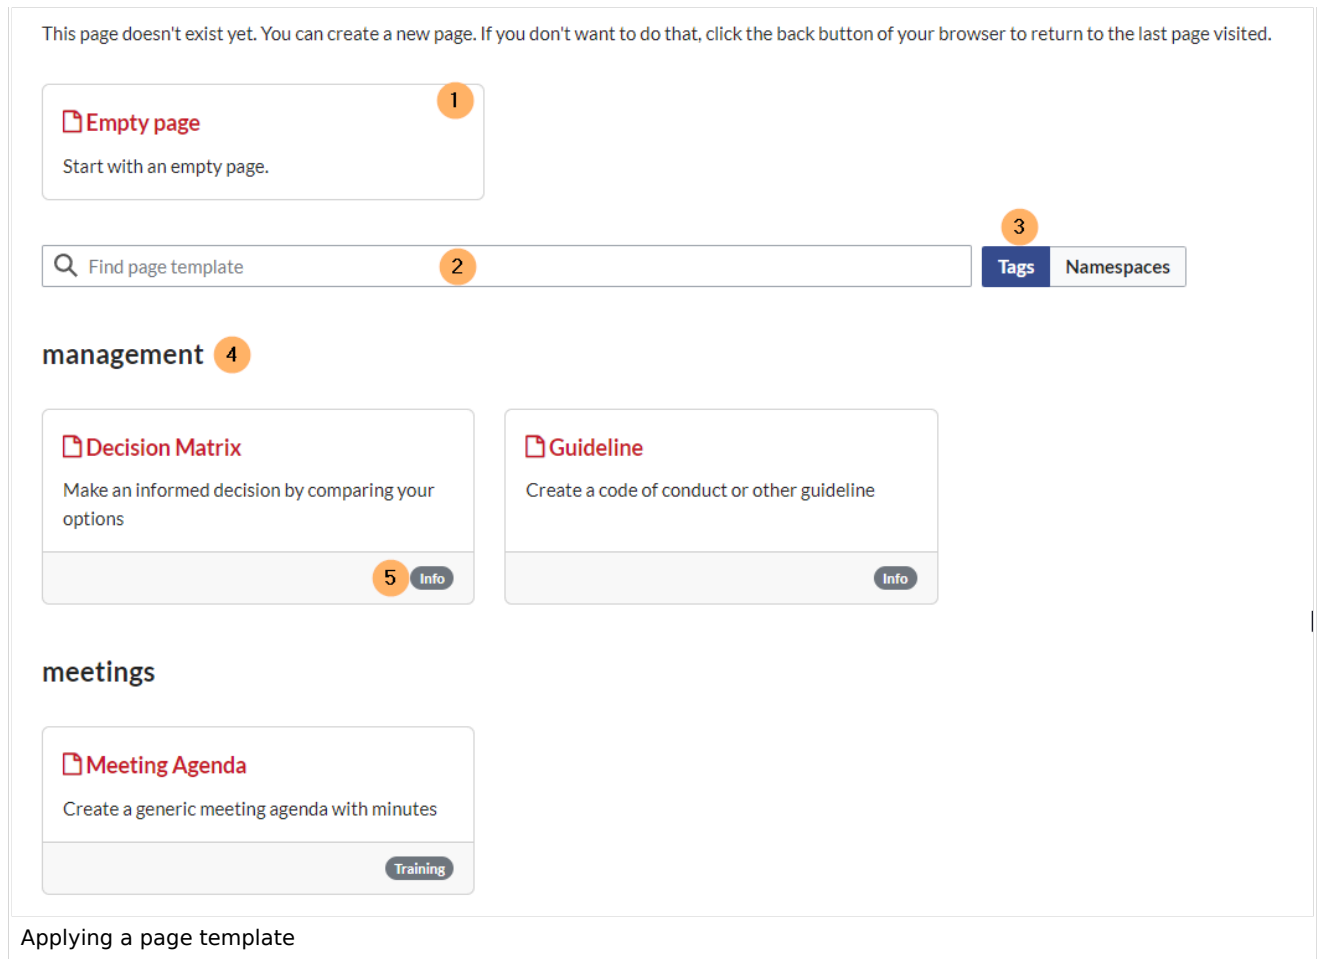 This page doesn't exist yet. You can create a new page. If you don't want to do that, click the back button of your browser to return to the last page visited.
1
Empty page
Start with an empty page.
3
Find page template 2 Tags Namespaces
management 4
Decision Matrix
Make an informed decision by comparing your
options
5 Info
Guideline
Create a code of conduct or other guideline
Info
meetings
Meeting Agenda
Create a generic meeting agenda with minutes
Training
Applying a page template